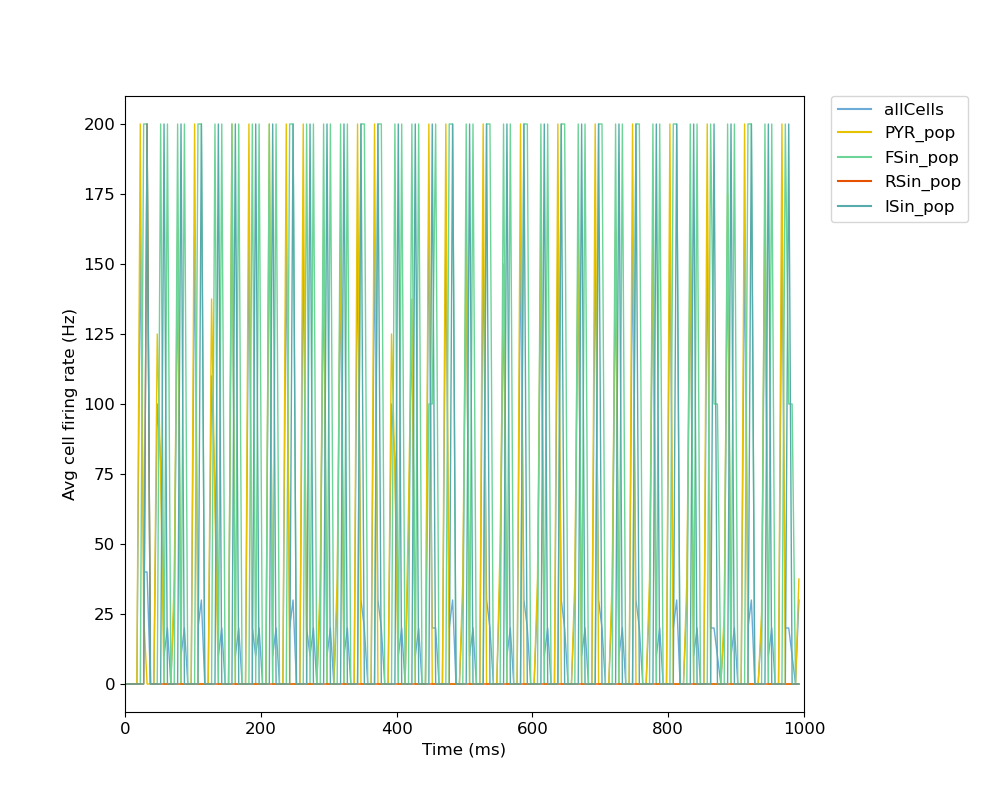 allCells
PYR_pop
FSin_pop
RSin_pop
ISin_pop
200
175
150
125
100
75
50
25
0
Avg cell firing rate (Hz)
0
200
400
600
800
1000
Time (ms)